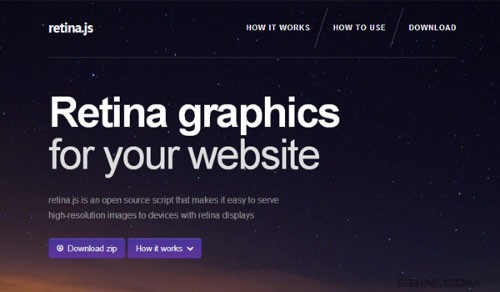 retina.js
HOW IT WORKS
HOW TO USE
DOWNLOAD
Retina graphics
for your website
retina.js is an open source script that makes it easy to serve
high-resolution images to devices with retina displays
Download zip
How it works